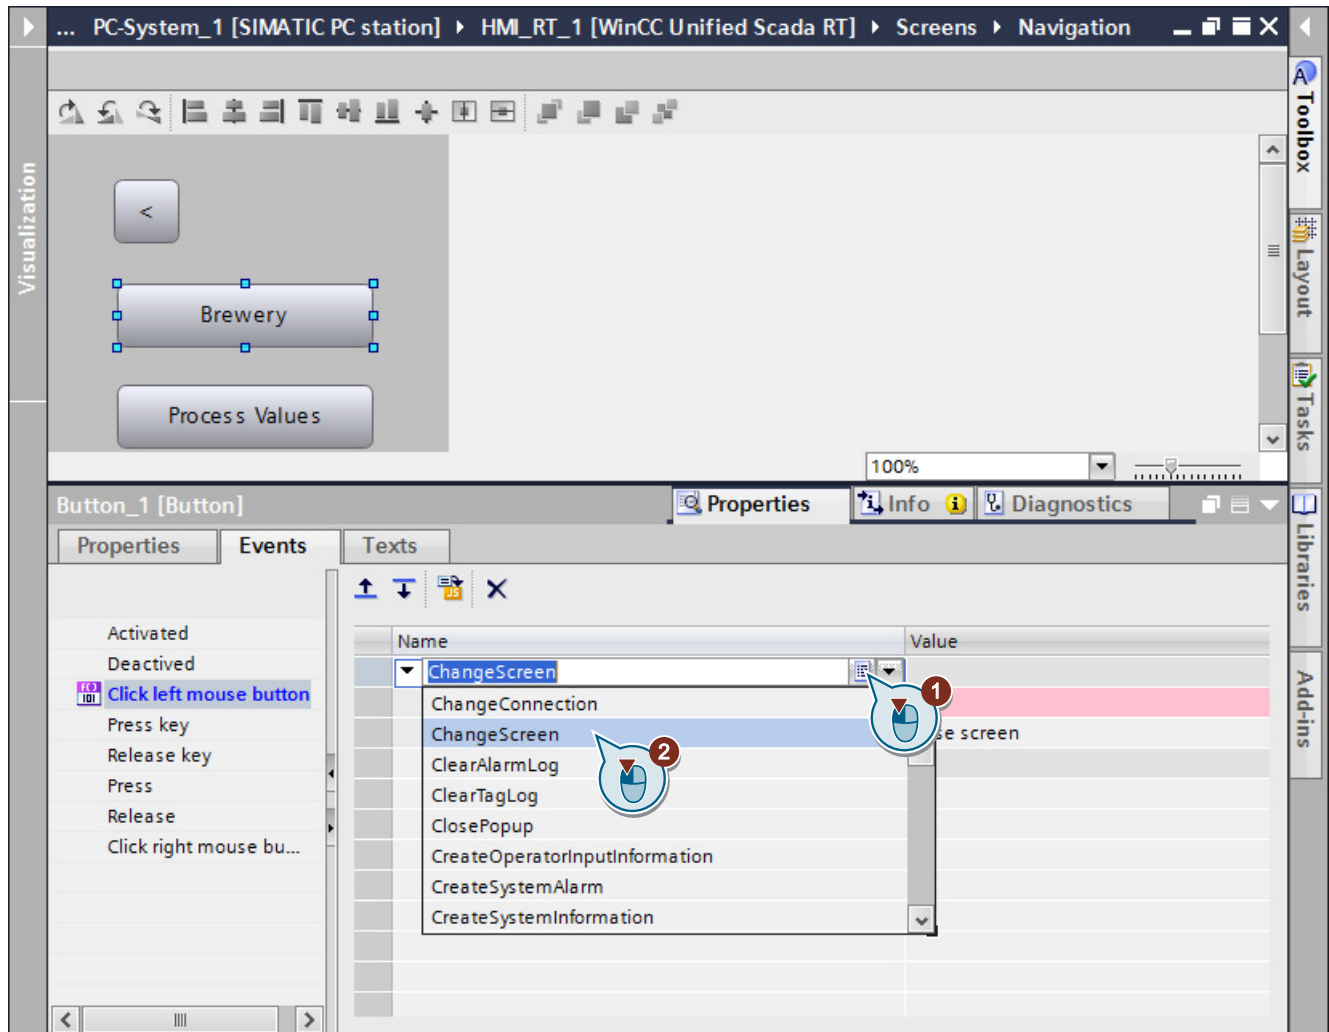 ... PC-System_1 [SIMATIC PC station] HMI_RT_1 [WinCC Unified Scada RT] Screens Navigation
Visualization
<
Brewery
Process Values
100%
Toolbox
Layout
Tasks
Libraries
Add-ins
Button_1 [Button]
Properties
Info
Diagnostics
Properties
Events
Texts
Activated
Deactived
Click left mouse button
Press key
Release key
Press
Release
Click right mouse bu...
Name
Value
ChangeScreen
1
ChangeConnection
ChangeScreen
se screen
2
ClearAlarmLog
ClearTagLog
ClosePopup
CreateOperatorInputInformation
CreateSystemAlarm
CreateSystemInformation